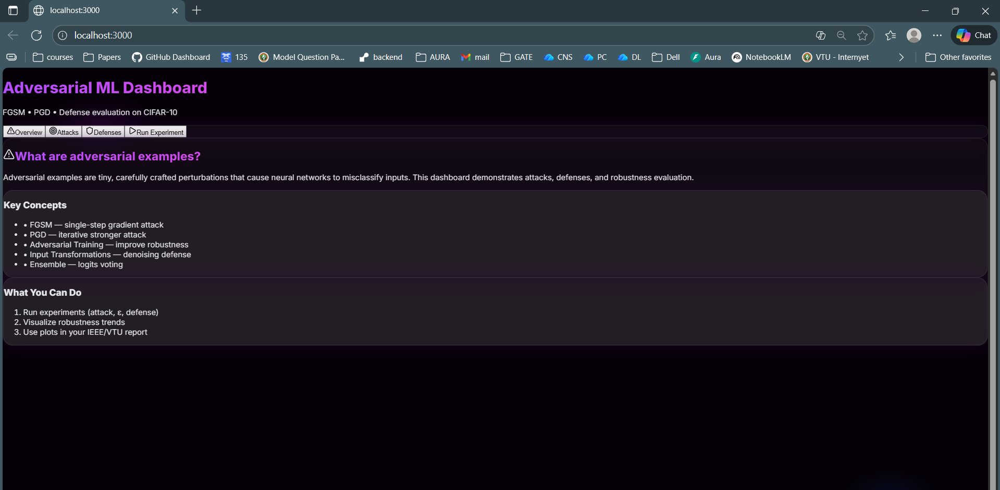 localhost:3000
localhost:3000
Chat
courses Papers GitHub Dashboard 135 Model Question Pa... backend AURA mail GATE CNS PC DL Dell Aura NotebookLM VTU - Internyet Other favorites
Adversarial ML Dashboard
FGSM • PGD • Defense evaluation on CIFAR-10
Overview Attacks Defenses Run Experiment
What are adversarial examples?
Adversarial examples are tiny, carefully crafted perturbations that cause neural networks to misclassify inputs. This dashboard demonstrates attacks, defenses, and robustness evaluation.
Key Concepts
• • FGSM — single-step gradient attack
• • PGD — iterative stronger attack
• • Adversarial Training — improve robustness
• • Input Transformations — denoising defense
• • Ensemble — logits voting
What You Can Do
1. Run experiments (attack, ε, defense)
2. Visualize robustness trends
3. Use plots in your IEEE/VTU report